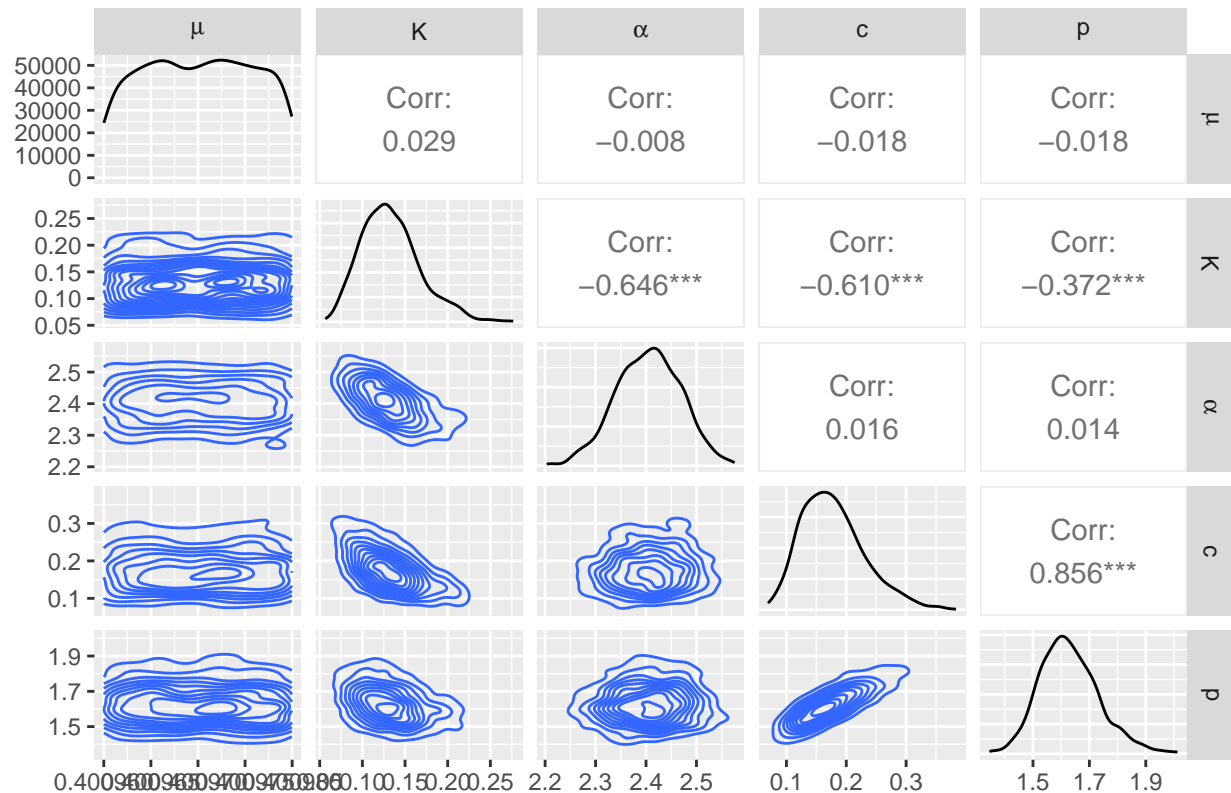 μ K α c p
50000
40000
30000
20000
10000
0
Corr:
0.029
Corr:
−0.008
Corr:
−0.018
Corr:
−0.018
μ
0.25
0.20
0.15
0.10
0.05
Corr:
−0.646***
Corr:
−0.610***
Corr:
−0.372***
K
2.5
2.4
2.3
2.2
Corr:
0.016
Corr:
0.014
α
0.3
0.2
0.1
Corr:
0.856***
c
1.9
1.7
1.5
p
0.10 0.15 0.20 0.25 2.2 2.3 2.4 2.5 0.1 0.2 0.3 1.5 1.7 1.9